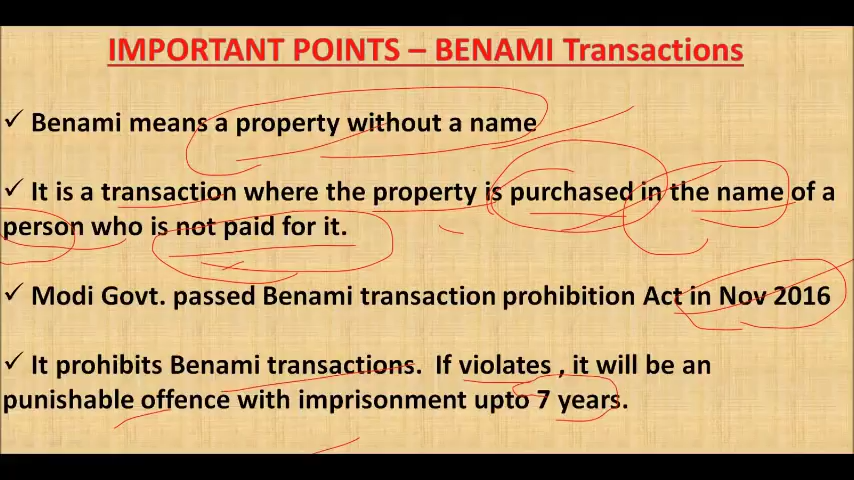 IMPORTANT POINTS – BENAMI Transactions
✓ Benami means a property without a name
✓ It is a transaction where the property is purchased in the name of a
person who is not paid for it.
✓ Modi Govt. passed Benami transaction prohibition Act in Nov 2016
✓ It prohibits Benami transactions. If violates , it will be an
punishable offence with imprisonment upto 7 years.